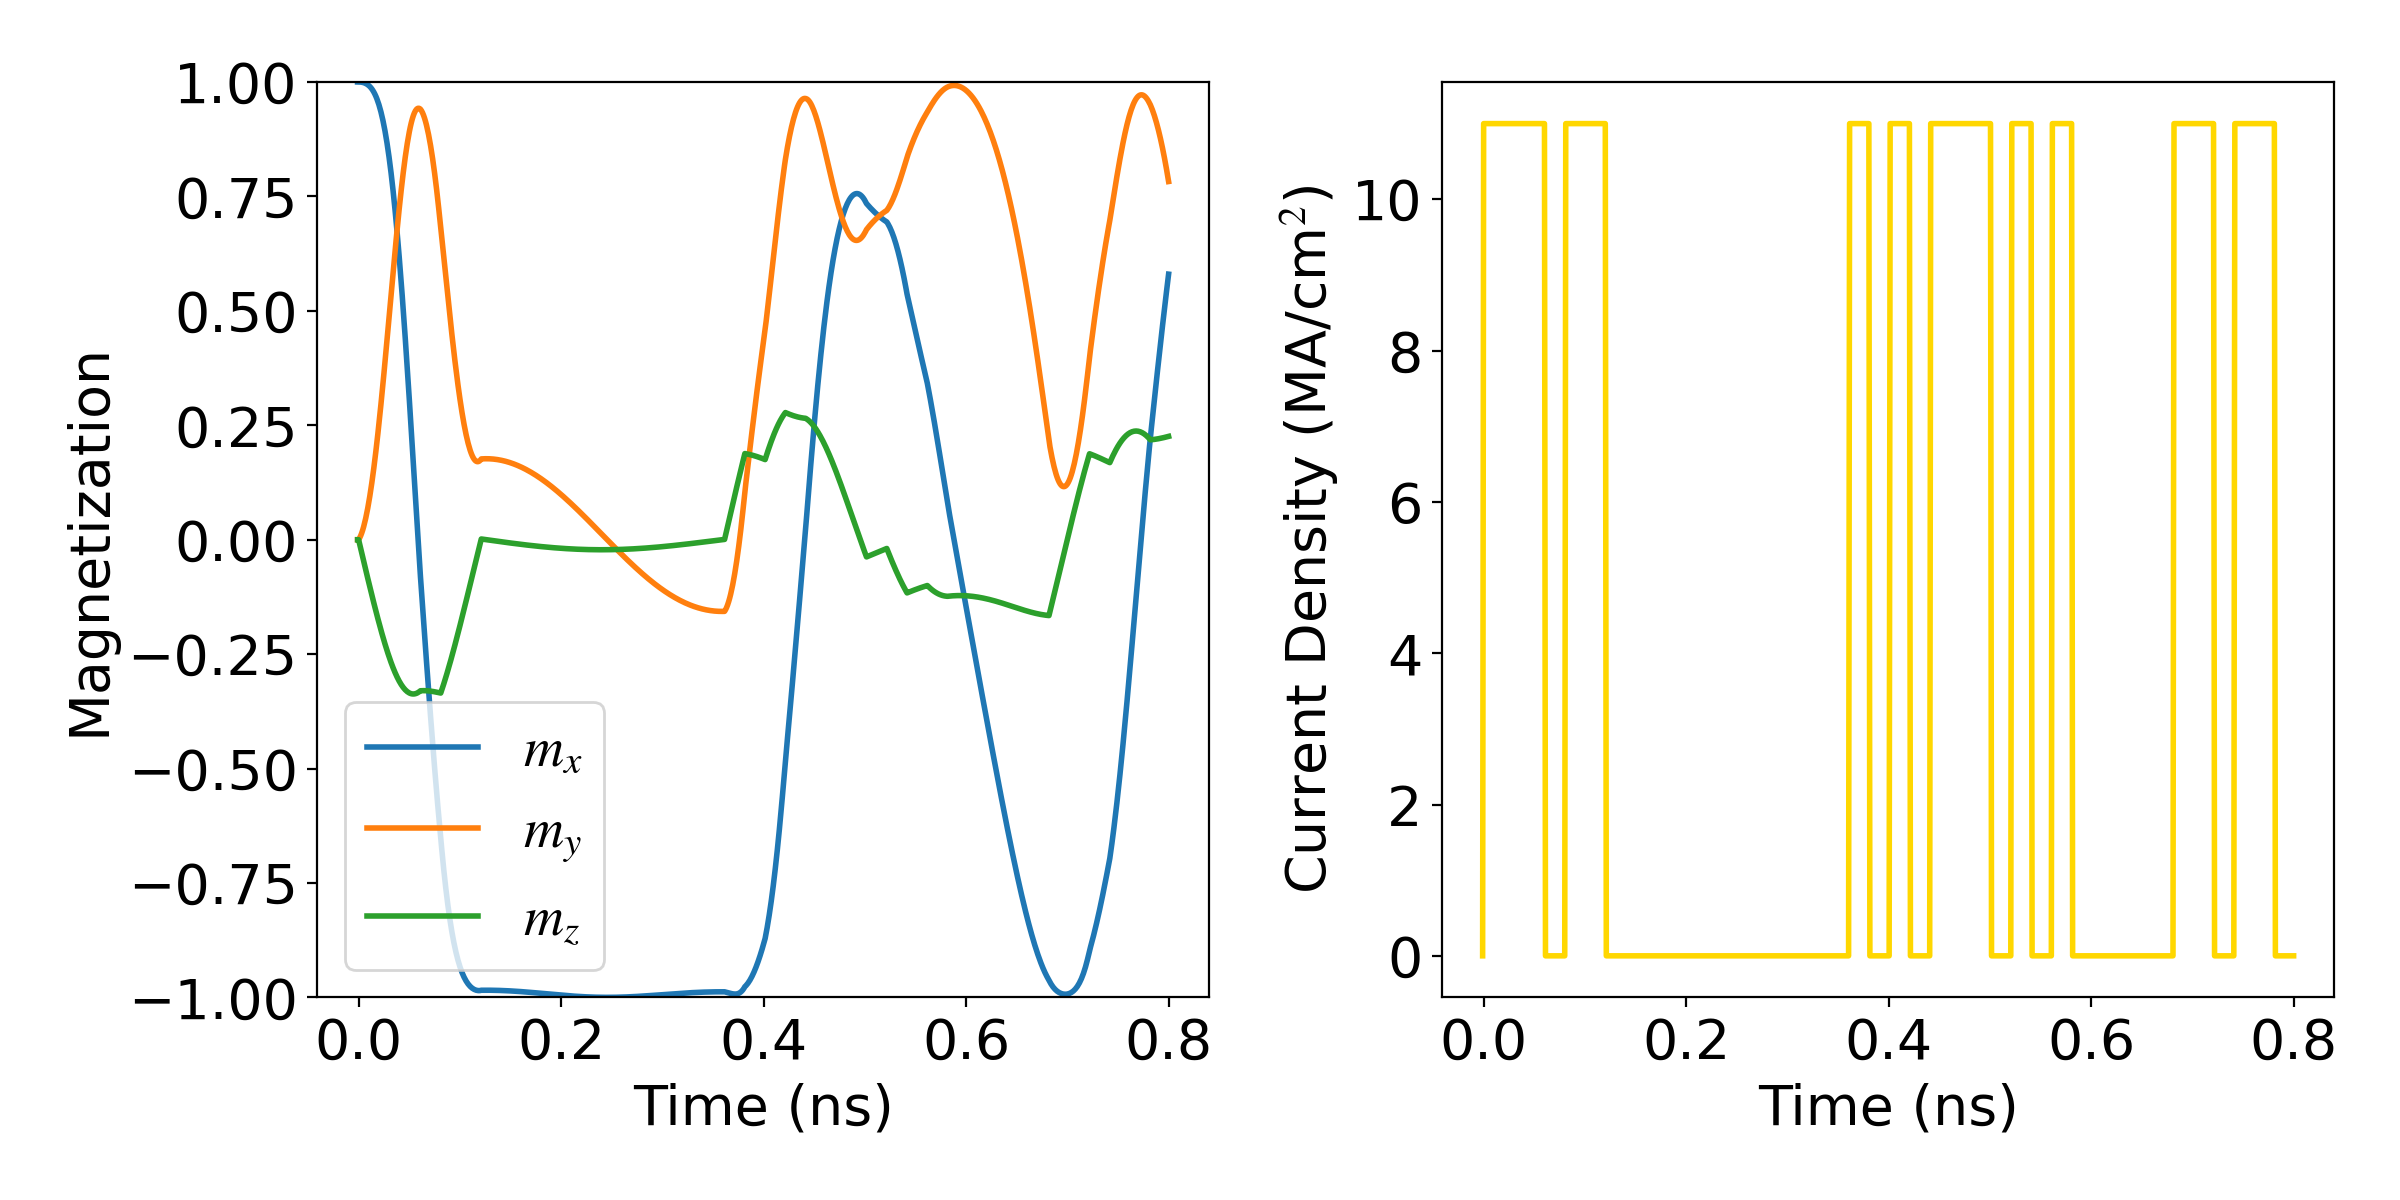 Magnetization
1.00
0.75
0.50
0.25
0.00
−0.25
−0.50
−0.75
−1.00
m_x
m_y
m_z
0.0 0.2 0.4 0.6 0.8
Time (ns)
Current Density (MA/cm²)
10
8
6
4
2
0
0.0 0.2 0.4 0.6 0.8
Time (ns)